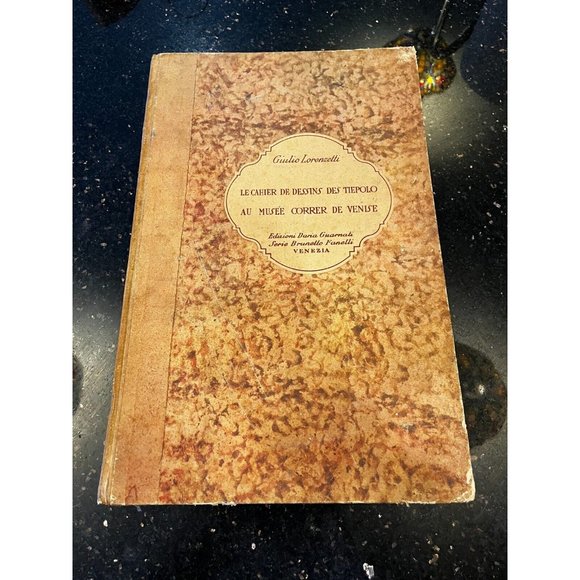 Giulio Lorenzetti
LE CAHIER DE DESSINS DES TIEPOLO
AU MUSÉE CORRER DE VENISE
Edizioni Daria Guarnati
Serie Brunetto Fanelli
VENEZIA